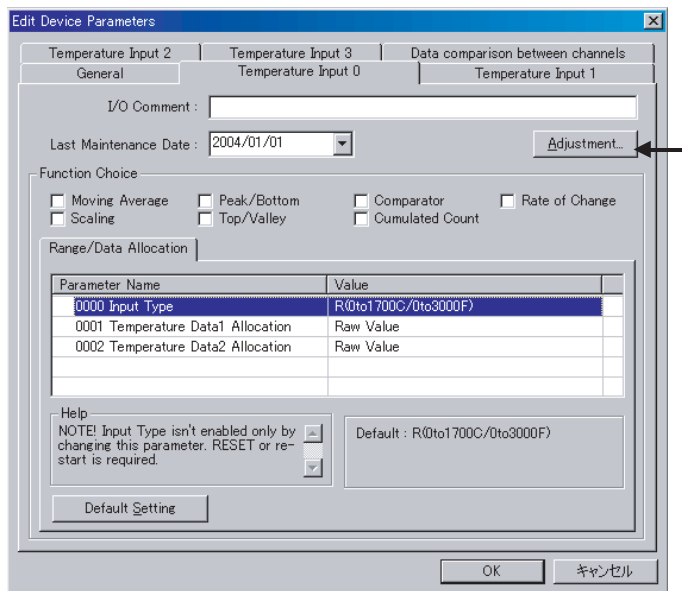 Edit Device Parameters
Temperature Input 2
Temperature Input 3
Data comparison between channels
General
Temperature Input 0
Temperature Input 1
I/O Comment :
Last Maintenance Date :
2004/01/01
Adjustment...
Function Choice
Moving Average
Peak/Bottom
Comparator
Rate of Change
Scaling
Top/Valley
Cumulated Count
Range/Data Allocation
Parameter Name
Value
0000 Input Type
R(0to1700C/0to3000F)
0001 Temperature Data1 Allocation
Raw Value
0002 Temperature Data2 Allocation
Raw Value
Help
NOTE! Input Type isn't enabled only by
changing this parameter. RESET or re-
start is required.
Default : R(0to1700C/0to3000F)
Default Setting
OK
キャンセル